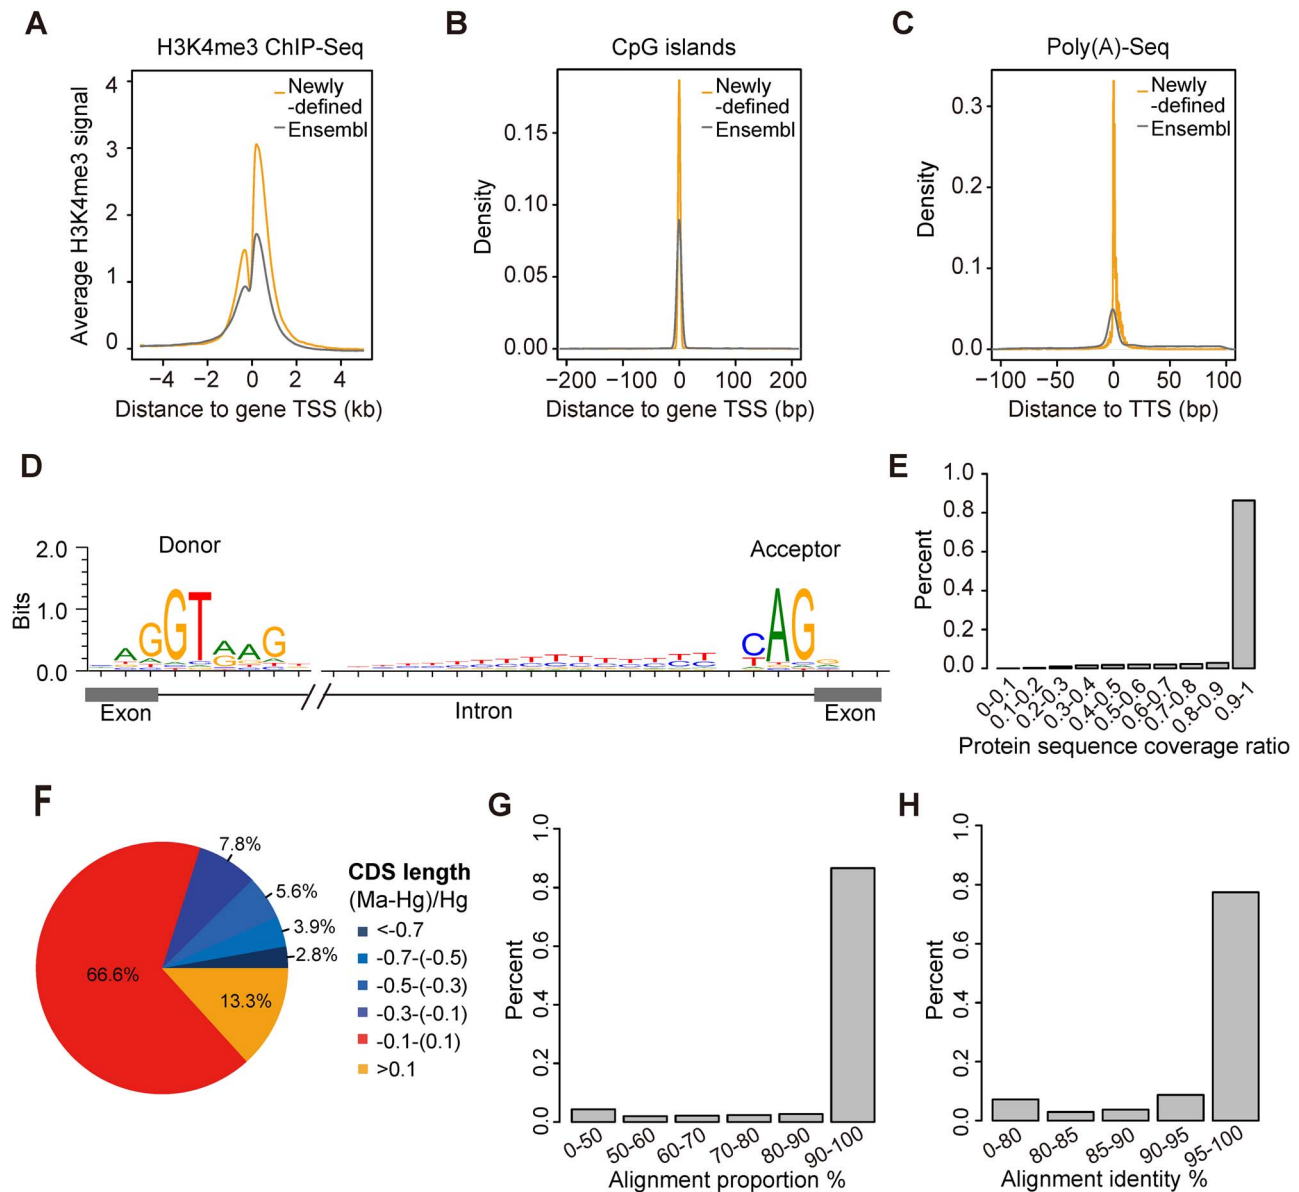 A
H3K4me3 ChIP-Seq
Newly
-defined
Ensembl
Average H3K4me3 signal
4
3
2
1
0
−4 −2 0 2 4
Distance to gene TSS (kb)
B
CpG islands
Newly
-defined
Ensembl
Density
0.15
0.10
0.05
0.00
−200 −100 0 100 200
Distance to gene TSS (bp)
C
Poly(A)-Seq
Newly
-defined
Ensembl
Density
0.3
0.2
0.1
0.0
−100 −50 0 50 100
Distance to TTS (bp)
D
Donor
Acceptor
Bits
2.0
1.0
0.0
A G G T A A G
C A G
Exon
Intron
Exon
E
Percent
1.0
0.8
0.6
0.4
0.2
0.0
0-0.1 0.1-0.2 0.2-0.3 0.3-0.4 0.4-0.5 0.5-0.6 0.6-0.7 0.7-0.8 0.8-0.9 0.9-1
Protein sequence coverage ratio
F
7.8%
5.6%
3.9%
2.8%
66.6%
13.3%
CDS length
(Ma-Hg)/Hg
<-0.7
-0.7-(-0.5)
-0.5-(-0.3)
-0.3-(-0.1)
-0.1-(0.1)
>0.1
G
Percent
1.0
0.8
0.6
0.4
0.2
0.0
0-50 50-60 60-70 70-80 80-90 90-100
Alignment proportion %
H
Percent
1.0
0.8
0.6
0.4
0.2
0.0
0-80 80-85 85-90 90-95 95-100
Alignment identity %